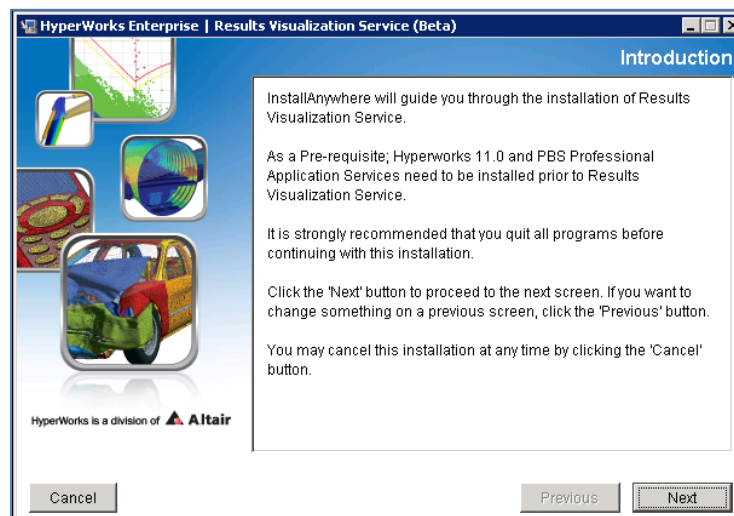 HyperWorks Enterprise | Results Visualization Service (Beta)
Introduction
InstallAnywhere will guide you through the installation of Results
Visualization Service.
As a Pre-requisite; Hyperworks 11.0 and PBS Professional
Application Services need to be installed prior to Results
Visualization Service.
It is strongly recommended that you quit all programs before
continuing with this installation.
Click the 'Next' button to proceed to the next screen. If you want to
change something on a previous screen, click the 'Previous' button.
You may cancel this installation at any time by clicking the 'Cancel'
button.
HyperWorks is a division of Altair
Cancel
Previous
Next